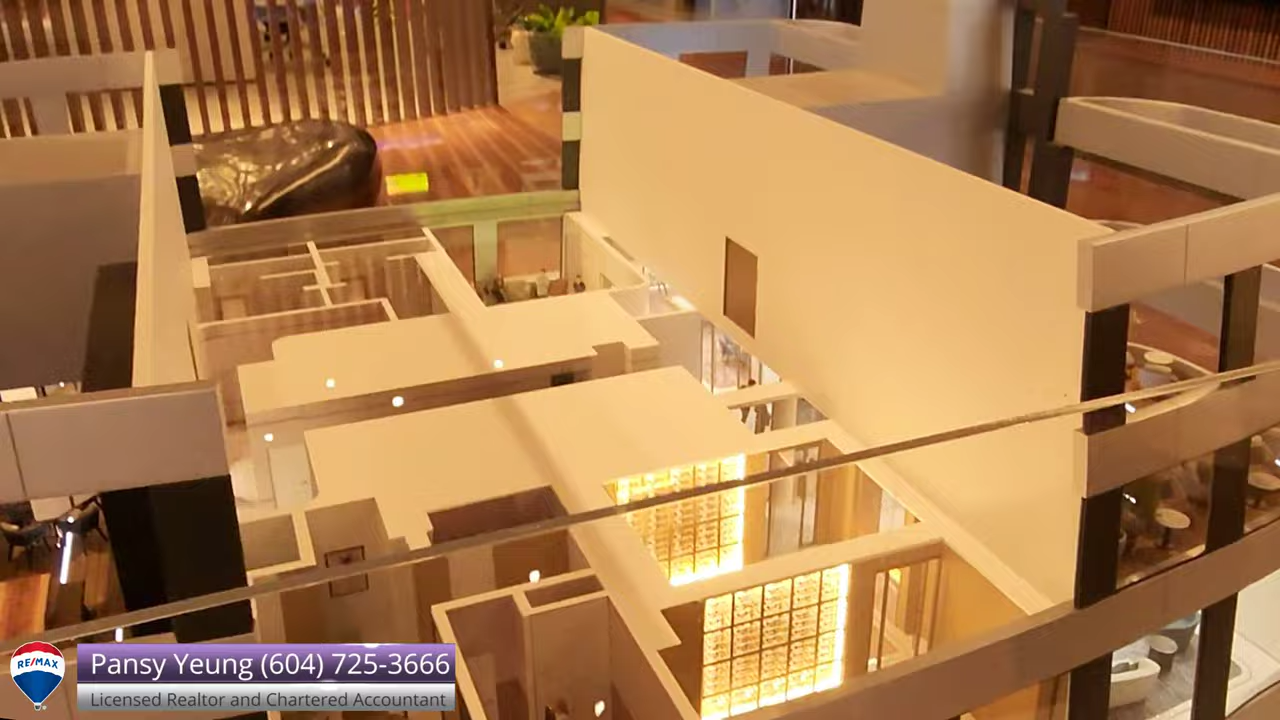 RE/MAX
Pansy Yeung (604) 725-3666
Licensed Realtor and Chartered Accountant